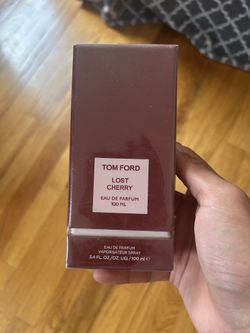 TOM FORD
LOST
CHERRY
EAU DE PARFUM
100 ML
EAU DE PARFUM
VAPORISATEUR SPRAY
3.4 FL. OZ./OZ. LIQ./100 ml ℮